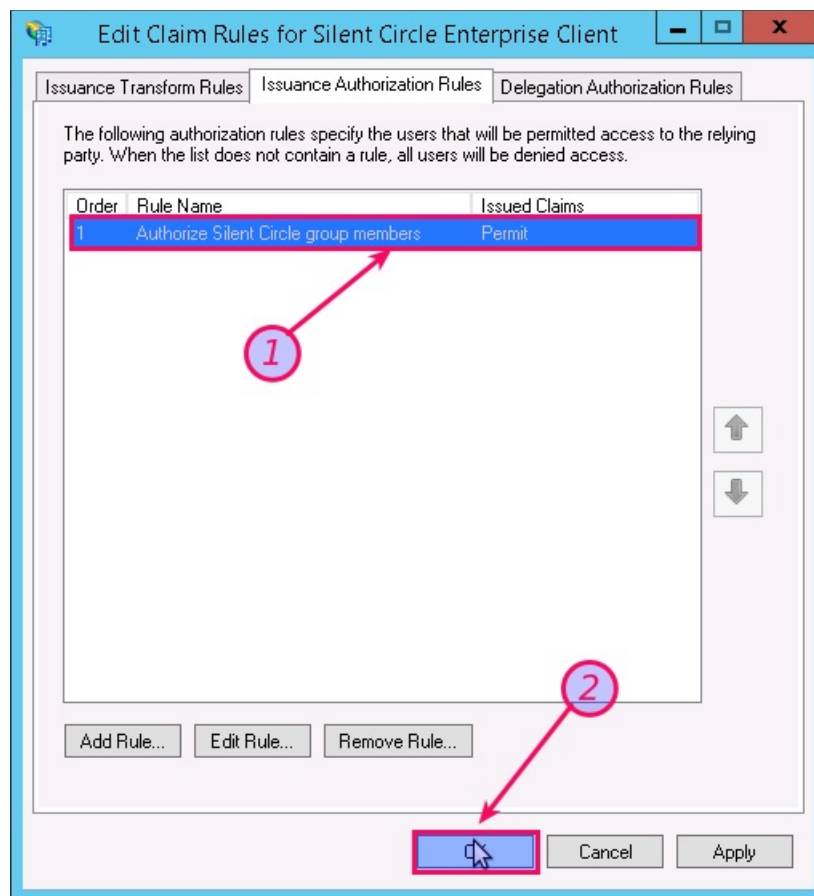 Edit Claim Rules for Silent Circle Enterprise Client
Issuance Transform Rules Issuance Authorization Rules Delegation Authorization Rules
The following authorization rules specify the users that will be permitted access to the relying
party. When the list does not contain a rule, all users will be denied access.
Order Rule Name Issued Claims
1 Authorize Silent Circle group members Permit
1
2
Add Rule... Edit Rule... Remove Rule...
Cancel Apply